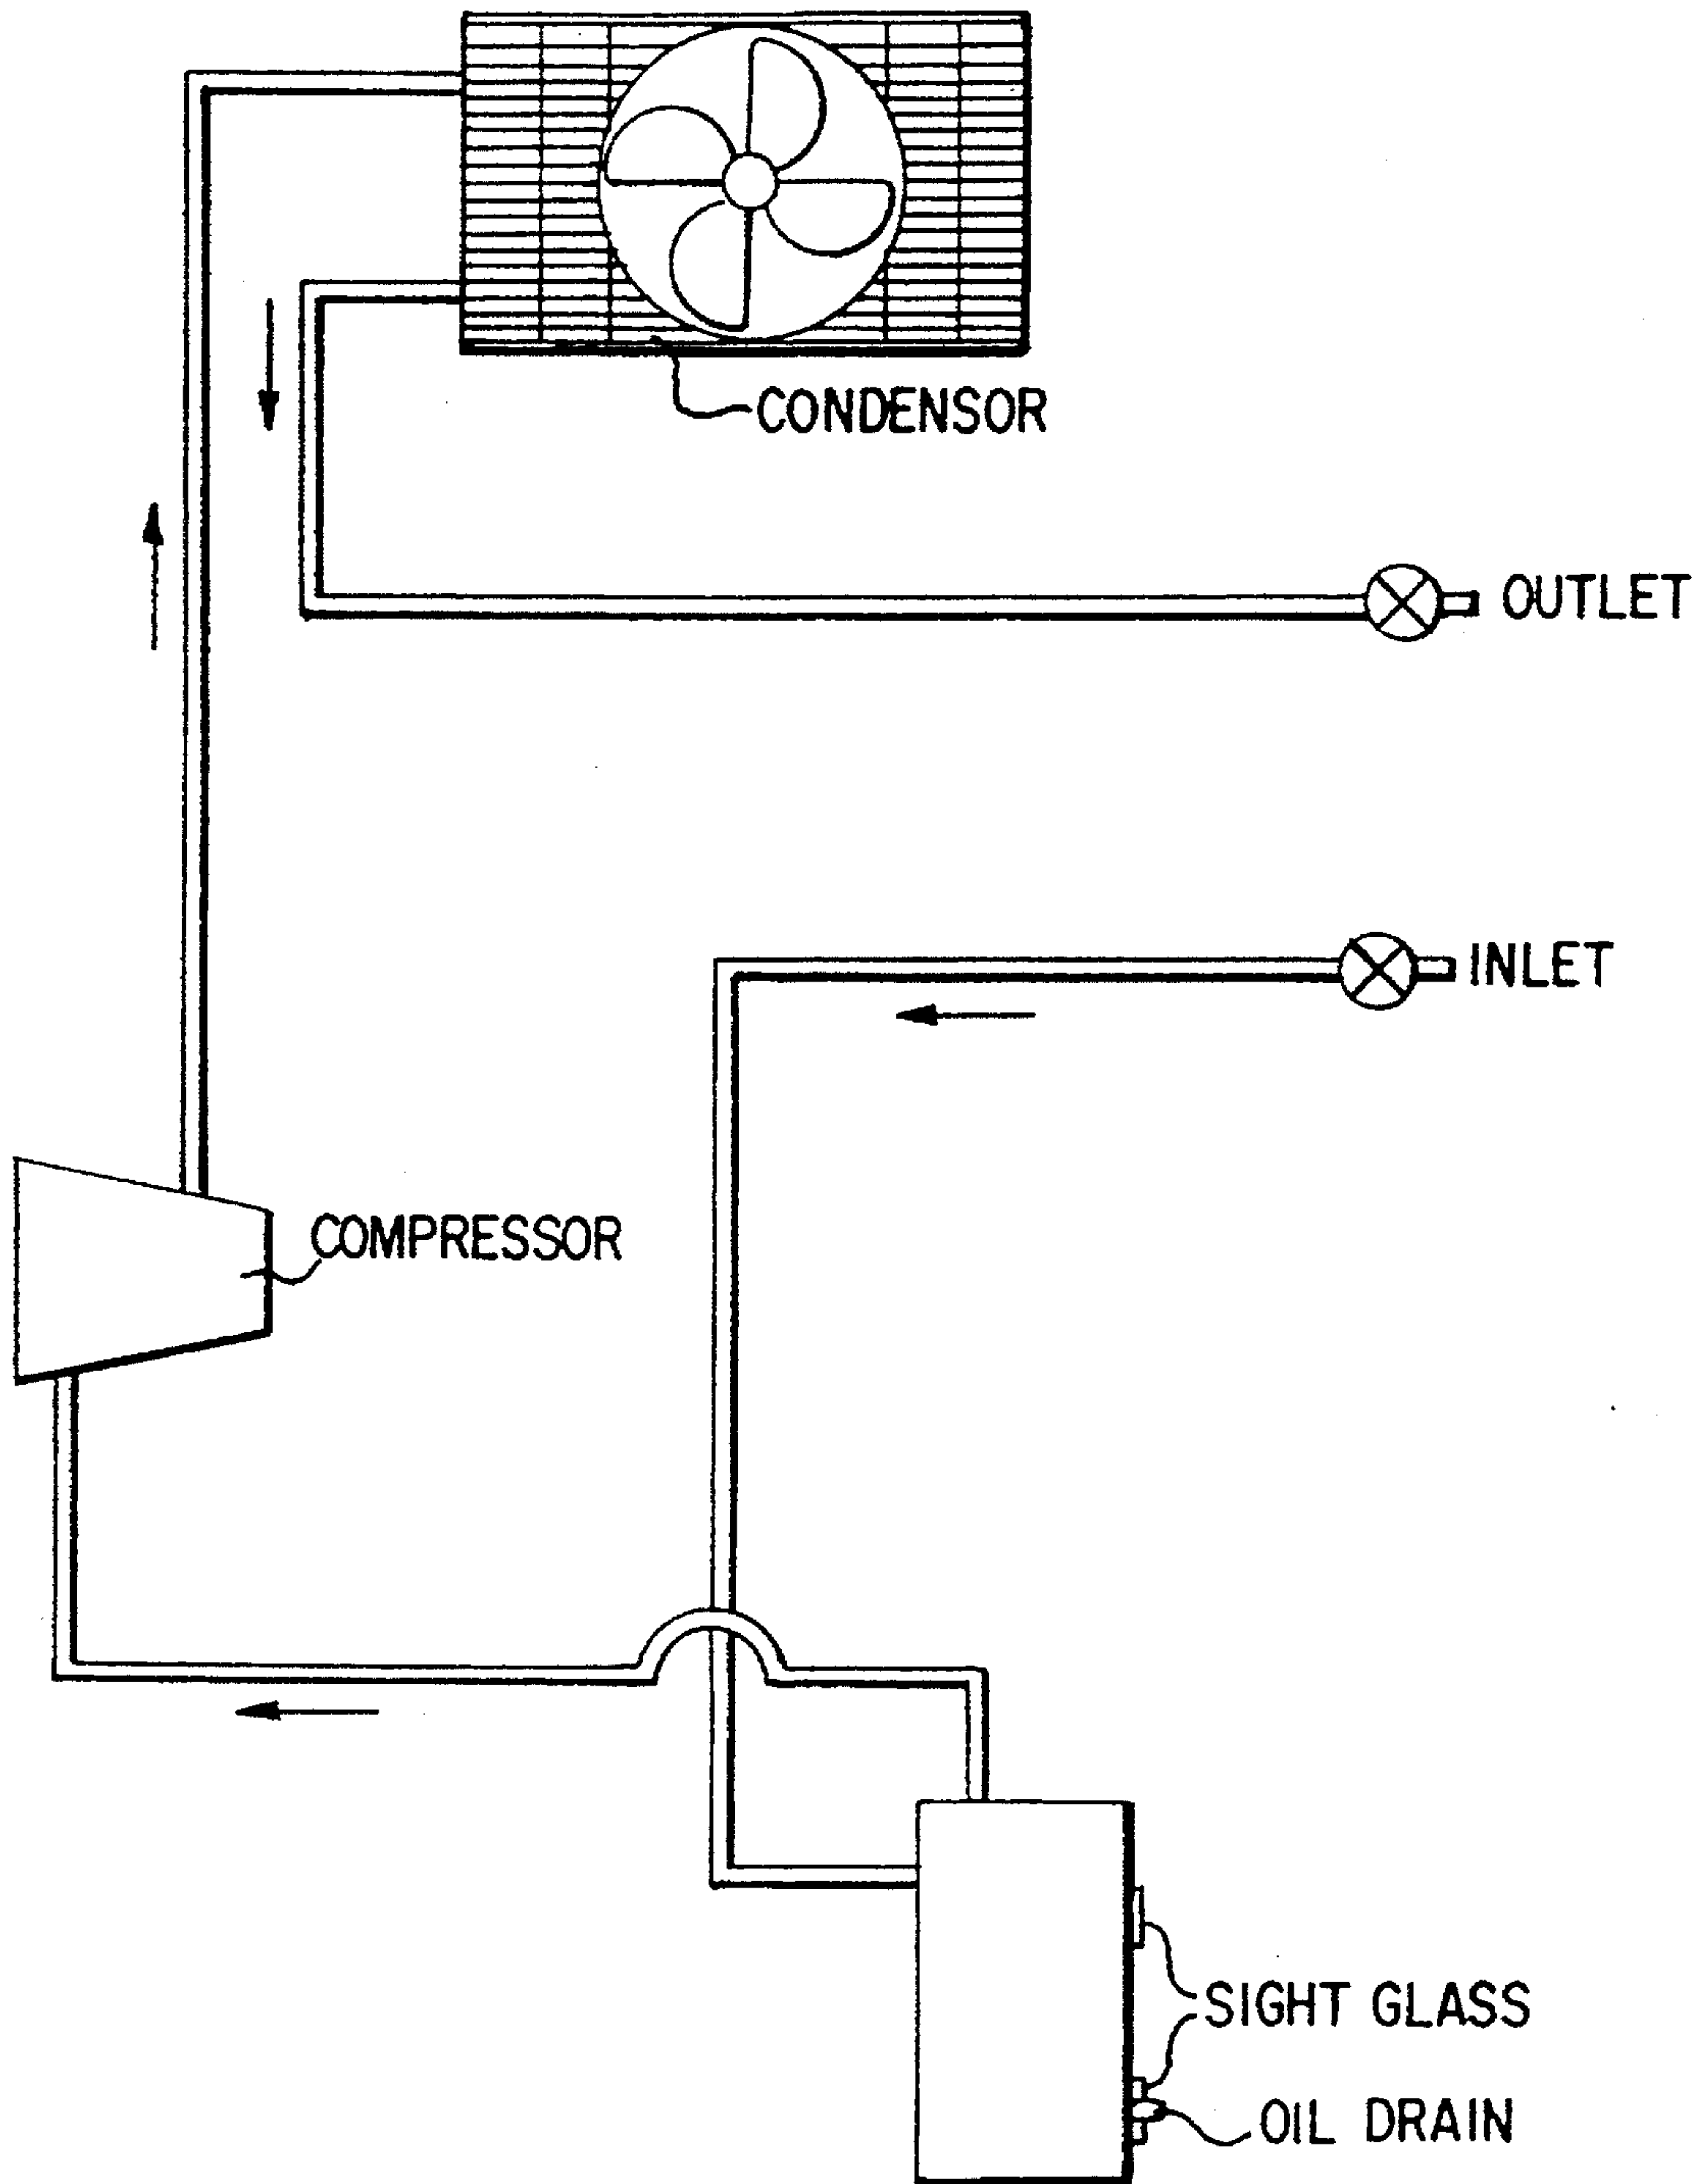 CONDENSOR
OUTLET
INLET
COMPRESSOR
SIGHT GLASS
OIL DRAIN